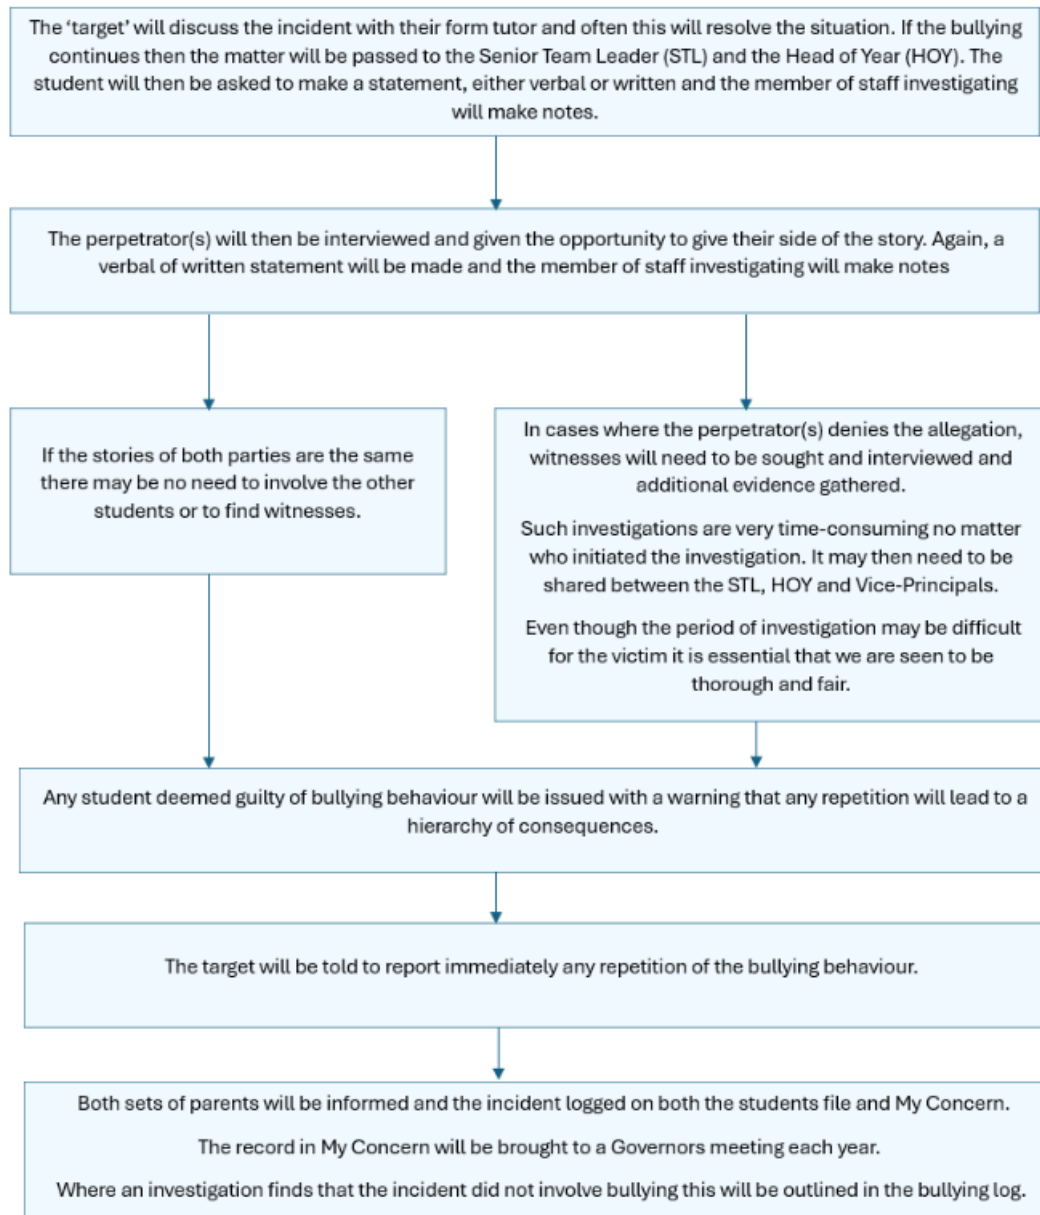 The ‘target’ will discuss the incident with their form tutor and often this will resolve the situation. If the bullying
continues then the matter will be passed to the Senior Team Leader (STL) and the Head of Year (HOY). The
student will then be asked to make a statement, either verbal or written and the member of staff investigating
will make notes.
The perpetrator(s) will then be interviewed and given the opportunity to give their side of the story. Again, a
verbal of written statement will be made and the member of staff investigating will make notes
If the stories of both parties are the same
there may be no need to involve the other
students or to find witnesses.
In cases where the perpetrator(s) denies the allegation,
witnesses will need to be sought and interviewed and
additional evidence gathered.
Such investigations are very time-consuming no matter
who initiated the investigation. It may then need to be
shared between the STL, HOY and Vice-Principals.
Even though the period of investigation may be difficult
for the victim it is essential that we are seen to be
thorough and fair.
Any student deemed guilty of bullying behaviour will be issued with a warning that any repetition will lead to a
hierarchy of consequences.
The target will be told to report immediately any repetition of the bullying behaviour.
Both sets of parents will be informed and the incident logged on both the students file and My Concern.
The record in My Concern will be brought to a Governors meeting each year.
Where an investigation finds that the incident did not involve bullying this will be outlined in the bullying log.